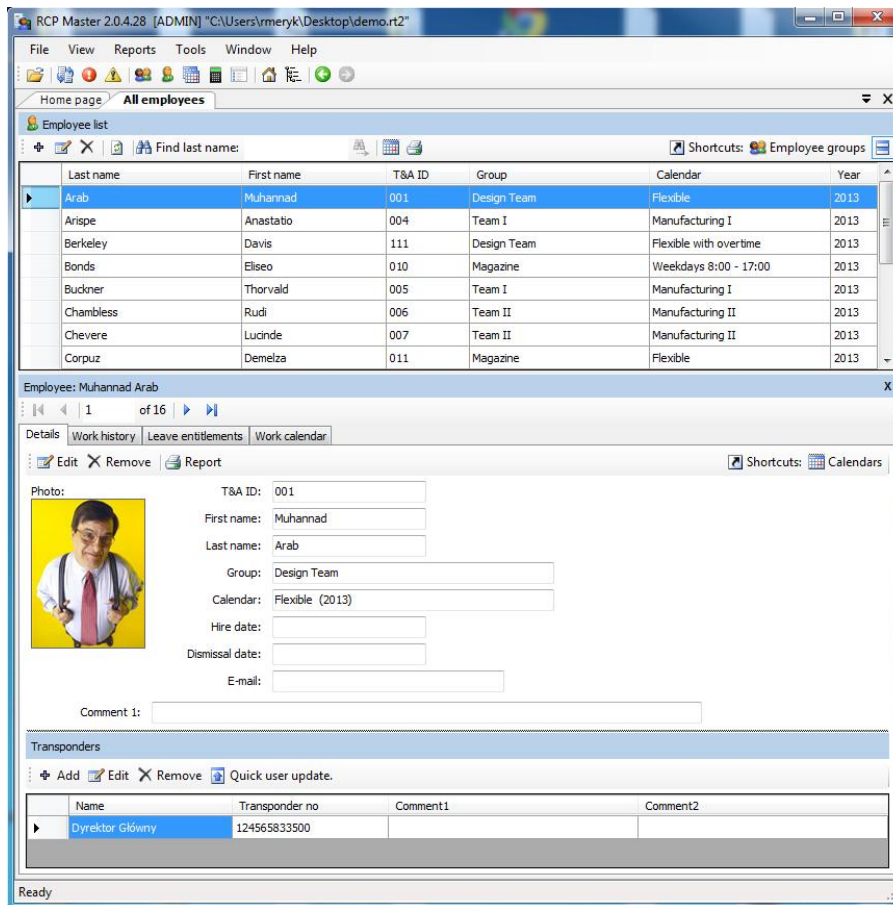 RCP Master 2.0.4.28 [ADMIN] "C:\Users\rmeryk\Desktop\demo.rt2"
File View Reports Tools Window Help
Home page All employees
Employee list
Find last name: Shortcuts: Employee groups
Last name First name T&A ID Group Calendar Year
Arab Muhannad 001 Design Team Flexible 2013
Arispe Anastatio 004 Team I Manufacturing I 2013
Berkeley Davis 111 Design Team Flexible with overtime 2013
Bonds Eliseo 010 Magazine Weekdays 8:00 - 17:00 2013
Buckner Thorvald 005 Team I Manufacturing I 2013
Chambless Rudi 006 Team II Manufacturing II 2013
Chevere Lucinde 007 Team II Manufacturing II 2013
Corpuz Demelza 011 Magazine Flexible 2013
Employee: Muhannad Arab
1 of 16
Details Work history Leave entitlements Work calendar
Edit Remove Report Shortcuts: Calendars
Photo: T&A ID: 001
First name: Muhannad
Last name: Arab
Group: Design Team
Calendar: Flexible (2013)
Hire date:
Dismissal date:
E-mail:
Comment 1:
Transponders
Add Edit Remove Quick user update.
Name Transponder no Comment1 Comment2
Dyrektor Główny 124565833500
Ready